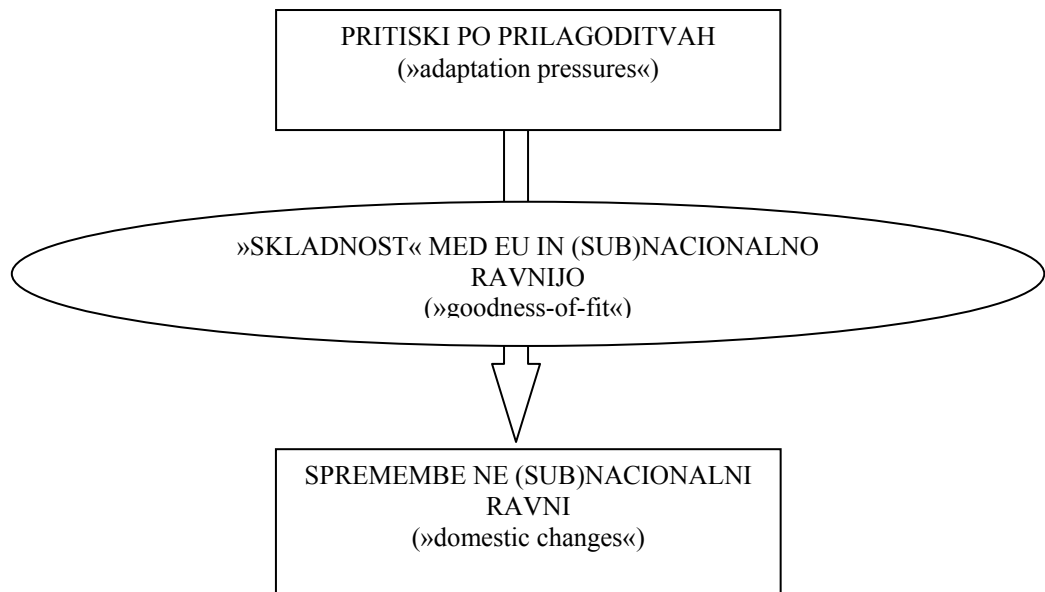 PRITISKI PO PRILAGODITVAH
(»adaptation pressures«)
»SKLADNOST« MED EU IN (SUB)NACIONALNO
RAVNIJO
(»goodness-of-fit«)
SPREMEMBE NE (SUB)NACIONALNI
RAVNI
(»domestic changes«)